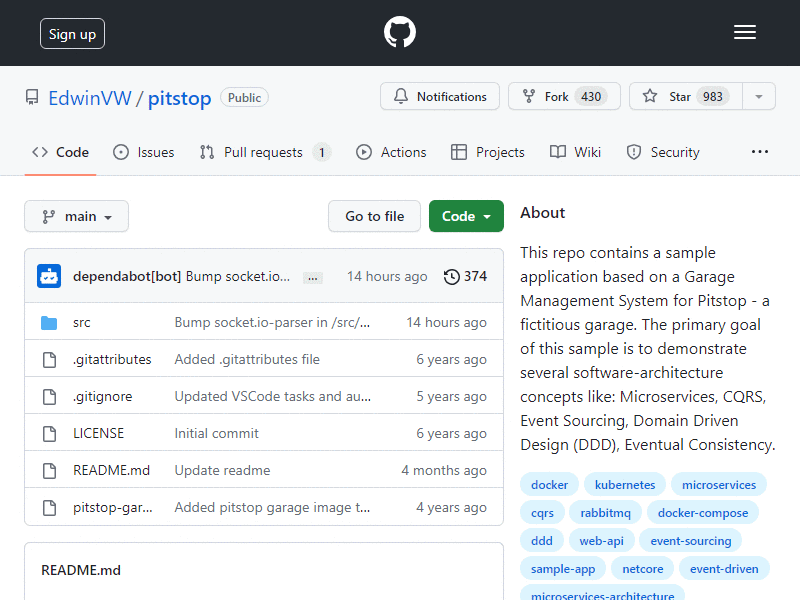 Sign up
EdwinVW / pitstop Public
Notifications Fork 430 Star 983
Code Issues Pull requests 1 Actions Projects Wiki Security ...
main Go to file Code
dependabot[bot] Bump socket.io... ... 14 hours ago 374
src Bump socket.io-parser in /src/... 14 hours ago
.gitattributes Added .gitattributes file 6 years ago
.gitignore Updated VSCode tasks and au... 5 years ago
LICENSE Initial commit 6 years ago
README.md Update readme 4 months ago
pitstop-gar... Added pitstop garage image t... 4 years ago
README.md
About
This repo contains a sample
application based on a Garage
Management System for Pitstop - a
fictitious garage. The primary goal
of this sample is to demonstrate
several software-architecture
concepts like: Microservices, CQRS,
Event Sourcing, Domain Driven
Design (DDD), Eventual Consistency.
docker kubernetes microservices
cqrs rabbitmq docker-compose
ddd web-api event-sourcing
sample-app netcore event-driven
microservices-architecture